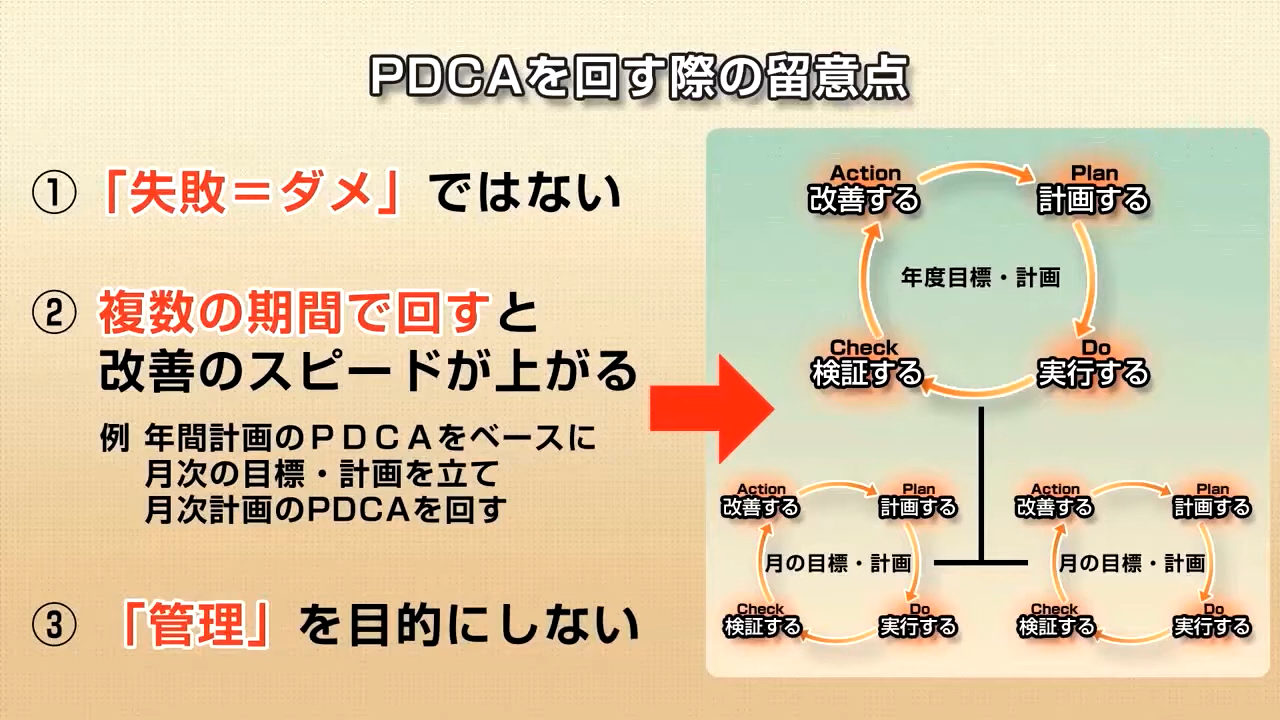 PDCAを回す際の留意点
① 「失敗＝ダメ」ではない
② 複数の期間で回すと
改善のスピードが上がる
例 年間計画のＰＤＣＡをベースに
月次の目標・計画を立て
月次計画のPDCAを回す
③ 「管理」を目的にしない
Action
改善する
Plan
計画する
年度目標・計画
Check
検証する
Do
実行する
Action
改善する
Plan
計画する
月の目標・計画
Check
検証する
Do
実行する
Action
改善する
Plan
計画する
月の目標・計画
Check
検証する
Do
実行する